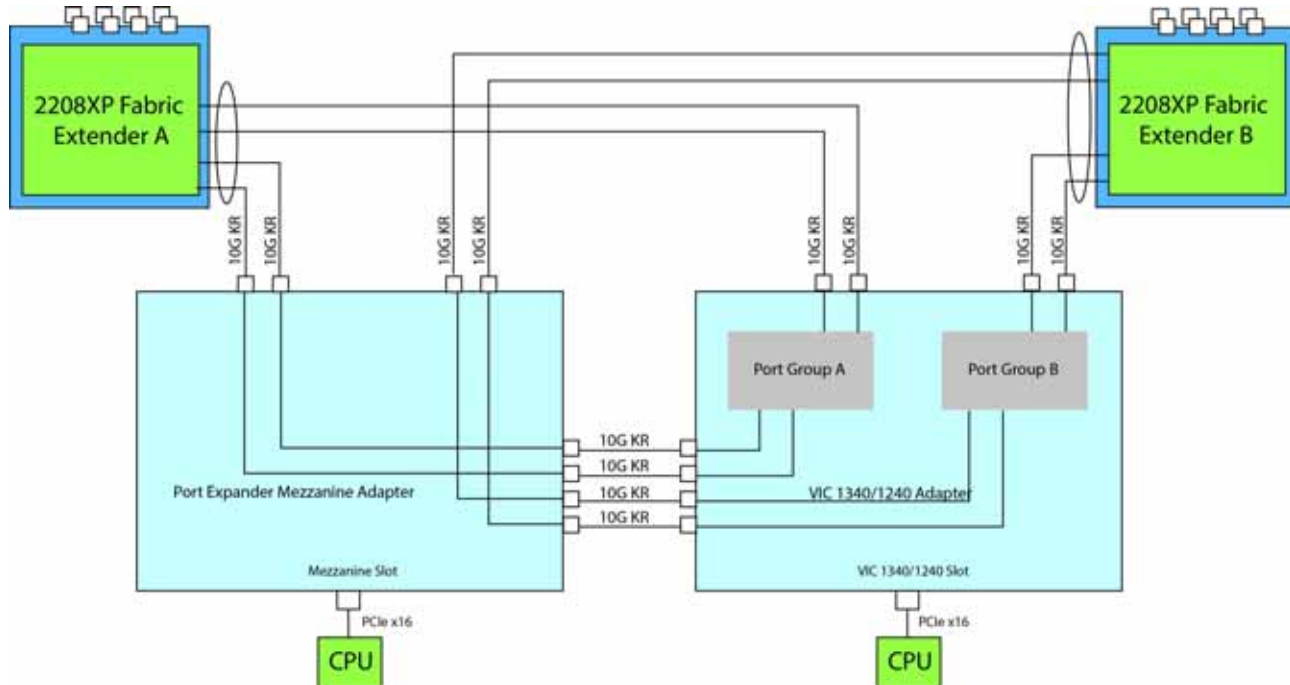 2208XP Fabric
Extender A
2208XP Fabric
Extender B
10G KR
10G KR
10G KR
10G KR
10G KR
10G KR
10G KR
10G KR
Port Group A
Port Group B
10G KR
10G KR
10G KR
10G KR
Port Expander Mezzanine Adapter
VIC 1340/1240 Adapter
Mezzanine Slot
VIC 1340/1240 Slot
PCIe x16
PCIe x16
CPU
CPU